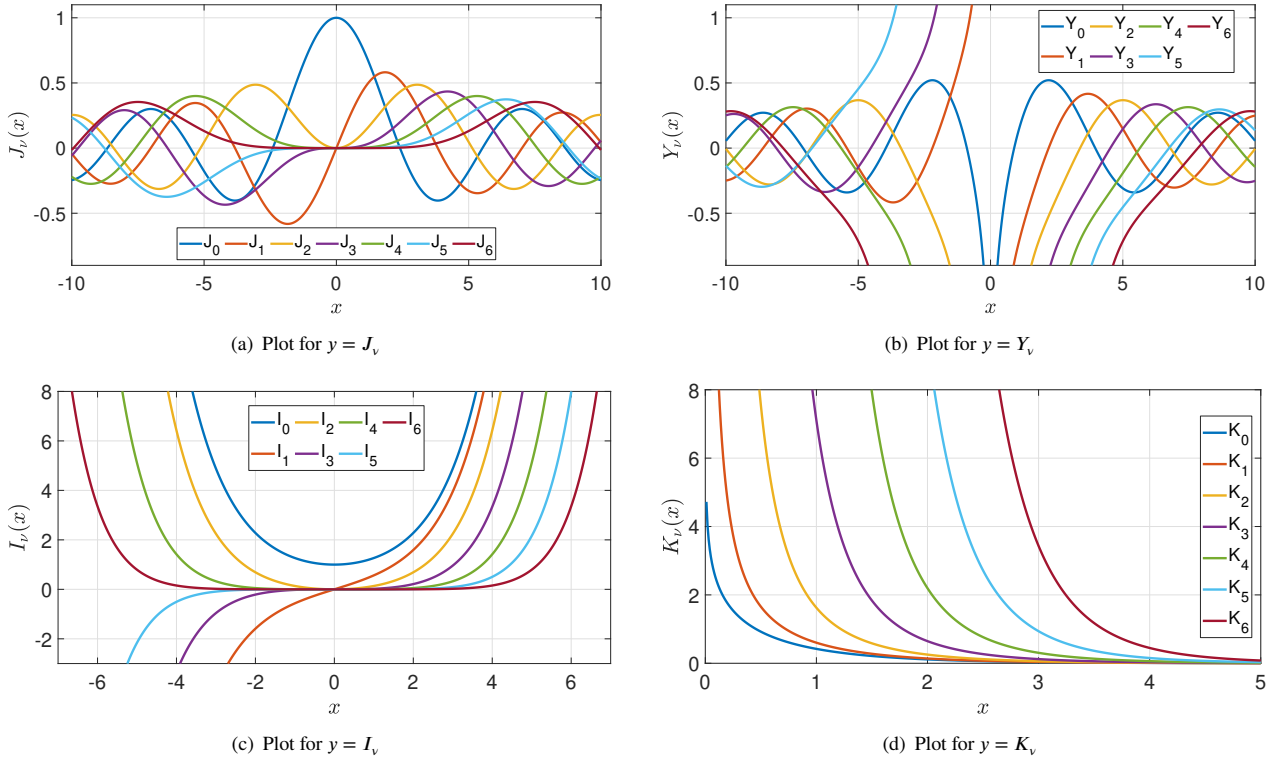 1
0.5
0
-0.5
-10
-5
0
5
10
J_ν(x)
x
J_0 J_1 J_2 J_3 J_4 J_5 J_6
(a) Plot for y = J_ν
1
0.5
0
-0.5
-10
-5
0
5
10
Y_ν(x)
x
Y_0 Y_2 Y_4 Y_6
Y_1 Y_3 Y_5
(b) Plot for y = Y_ν
8
6
4
2
0
-2
-6
-4
-2
0
2
4
6
I_ν(x)
x
I_0 I_2 I_4 I_6
I_1 I_3 I_5
(c) Plot for y = I_ν
8
6
4
2
0
0
1
2
3
4
5
K_ν(x)
x
K_0
K_1
K_2
K_3
K_4
K_5
K_6
(d) Plot for y = K_ν